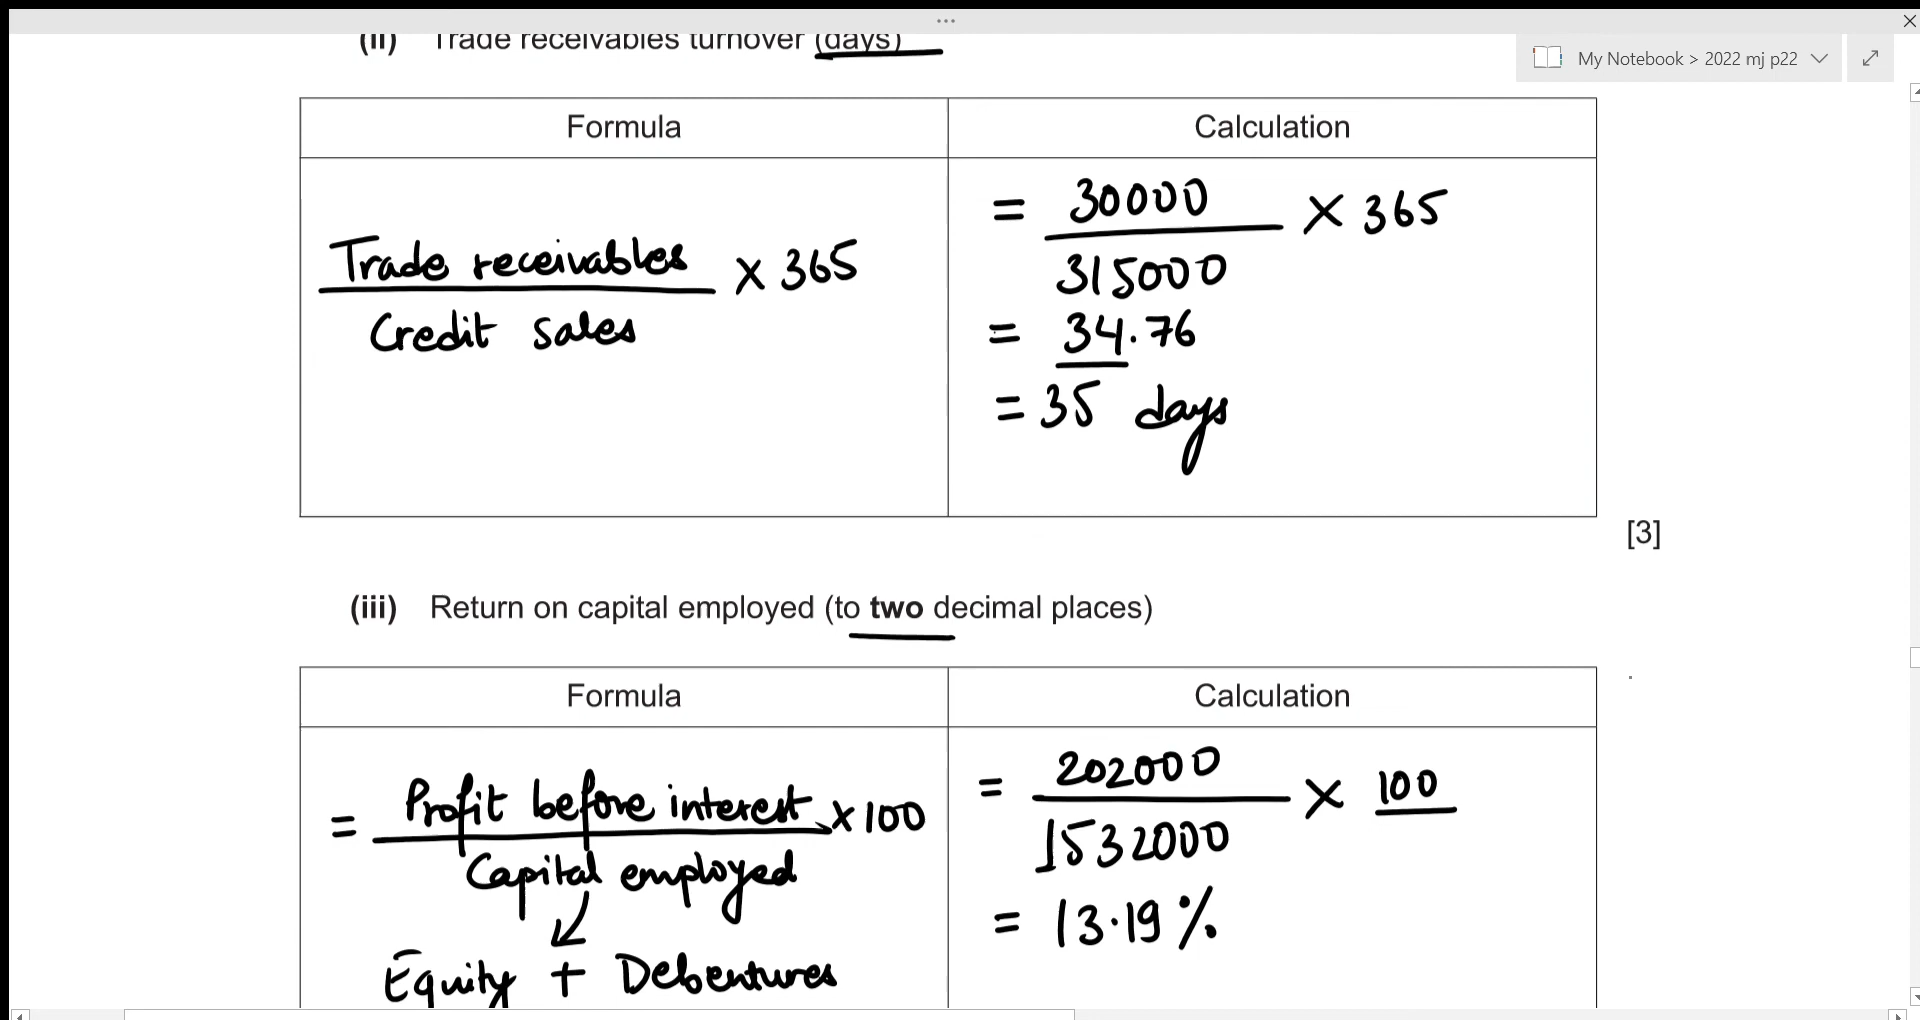 (ii) Trade receivables turnover (days)
My Notebook > 2022 mj p22
Formula
Calculation
Trade receivables × 365
Credit sales
= 30000 × 365
315000
= 34.76
= 35 days
[3]
(iii) Return on capital employed (to two decimal places)
Formula
Calculation
= Profit before interest × 100
Capital employed
Equity + Debentures
= 202000 × 100
1532000
= 13.19%